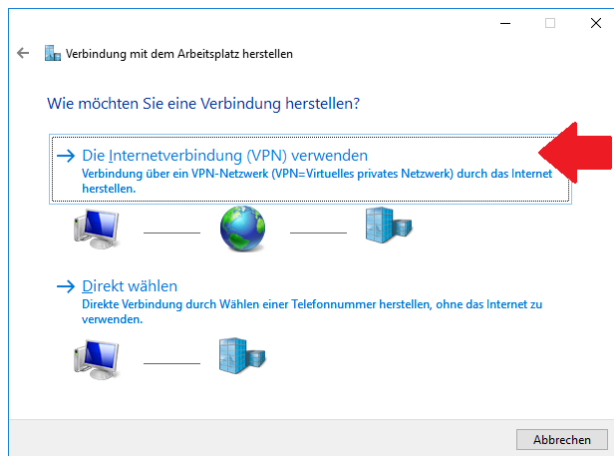 Verbindung mit dem Arbeitsplatz herstellen
Wie möchten Sie eine Verbindung herstellen?
Die Internetverbindung (VPN) verwenden
Verbindung über ein VPN-Netzwerk (VPN=Virtuelles privates Netzwerk) durch das Internet
herstellen.
Direkt wählen
Direkte Verbindung durch Wählen einer Telefonnummer herstellen, ohne das Internet zu
verwenden.
Abbrechen